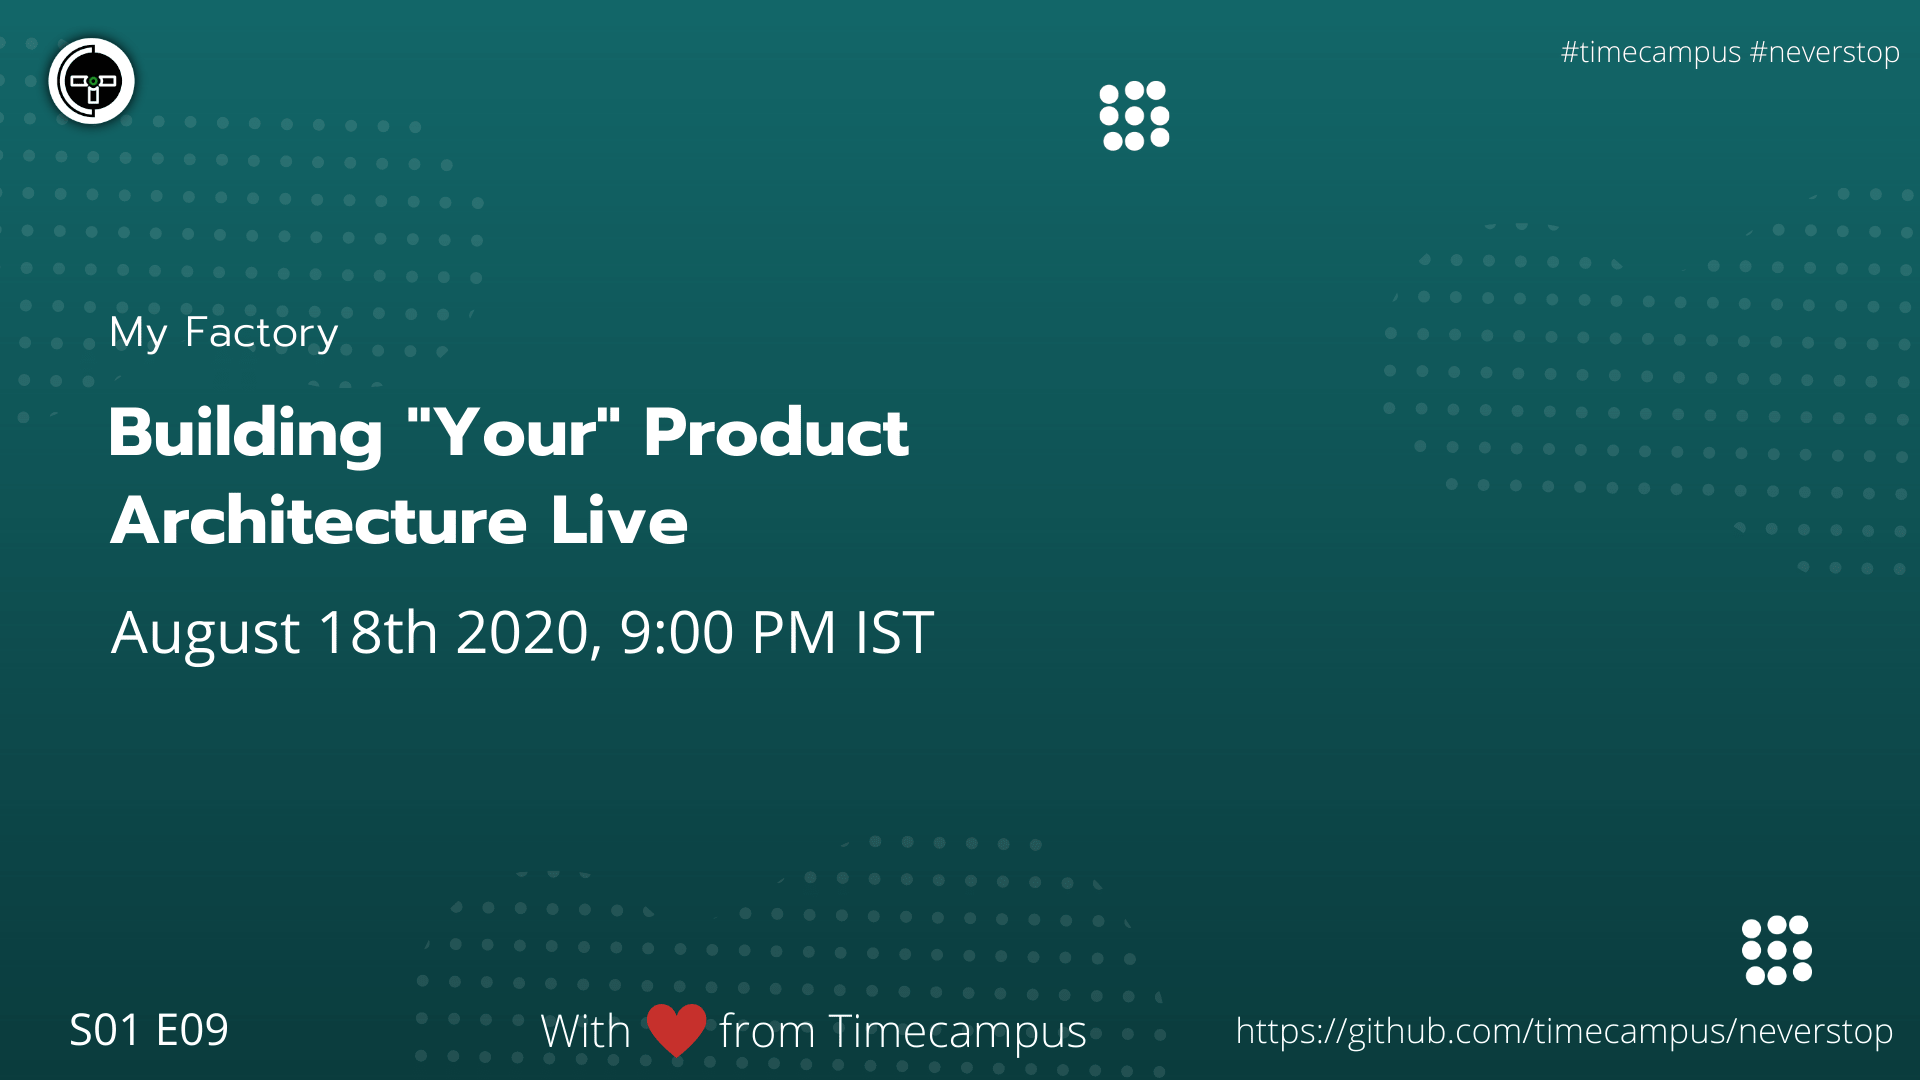 #timecampus #neverstop
My Factory
Building "Your" Product
Architecture Live
August 18th 2020, 9:00 PM IST
S01 E09
With from Timecampus
https://github.com/timecampus/neverstop